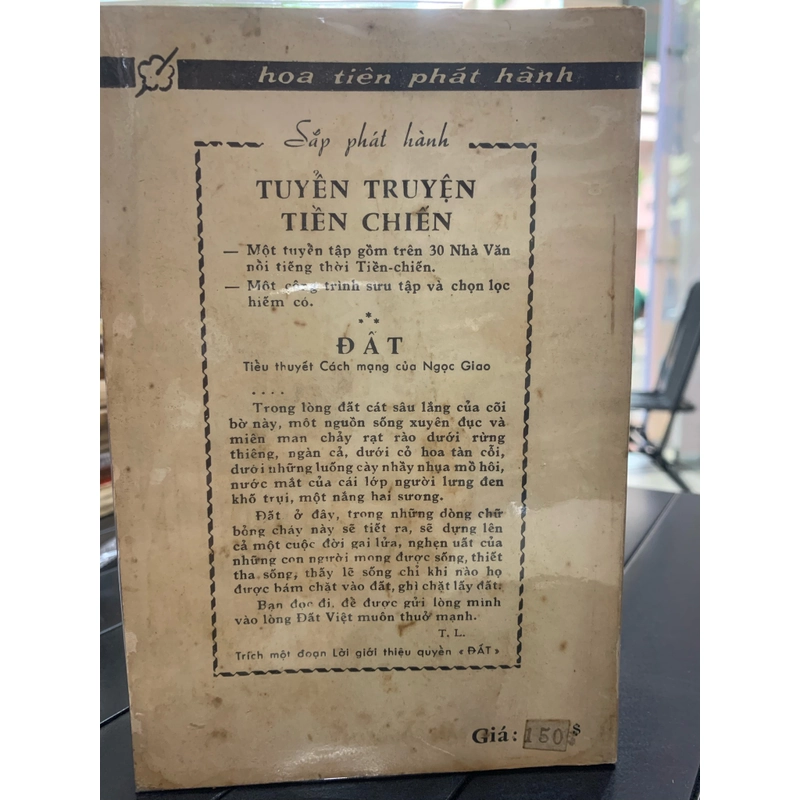 hoa tiên phát hành
Sắp phát hành
TUYỂN TRUYỆN
TIỀN CHIẾN
— Một tuyển tập gồm trên 30 Nhà Văn
nổi tiếng thời Tiền-chiến.
— Một công trình sưu tập và chọn lọc
hiếm có.
ĐẤT
Tiểu thuyết Cách mạng của Ngọc Giao
. . . .
Trong lòng đất cát sâu lắng của cõi
bờ này, một nguồn sống xuyên đục và
miên man chảy rạt rào dưới rừng
thiêng, ngàn cả, dưới cỏ hoa tàn cỗi,
dưới những luống cày nhầy nhụa mồ hôi,
nước mắt của cái lớp người lưng đen
khố trụi, một nắng hai sương.
Đất ở đây, trong những dòng chữ
bỏng cháy này sẽ tiết ra, sẽ dựng lên
cả một cuộc đời gai lửa, nghẹn uất của
những con người mong được sống, thiết
tha sống, thấy lẽ sống chỉ khi nào họ
được bám chặt vào đất, ghì chặt lấy đất.
Bạn đọc đi, để được gửi lòng mình
vào lòng Đất Việt muôn thuở mạnh.
T. L.
Trích một đoạn Lời giới thiệu quyển «ĐẤT»
Giá: 150$